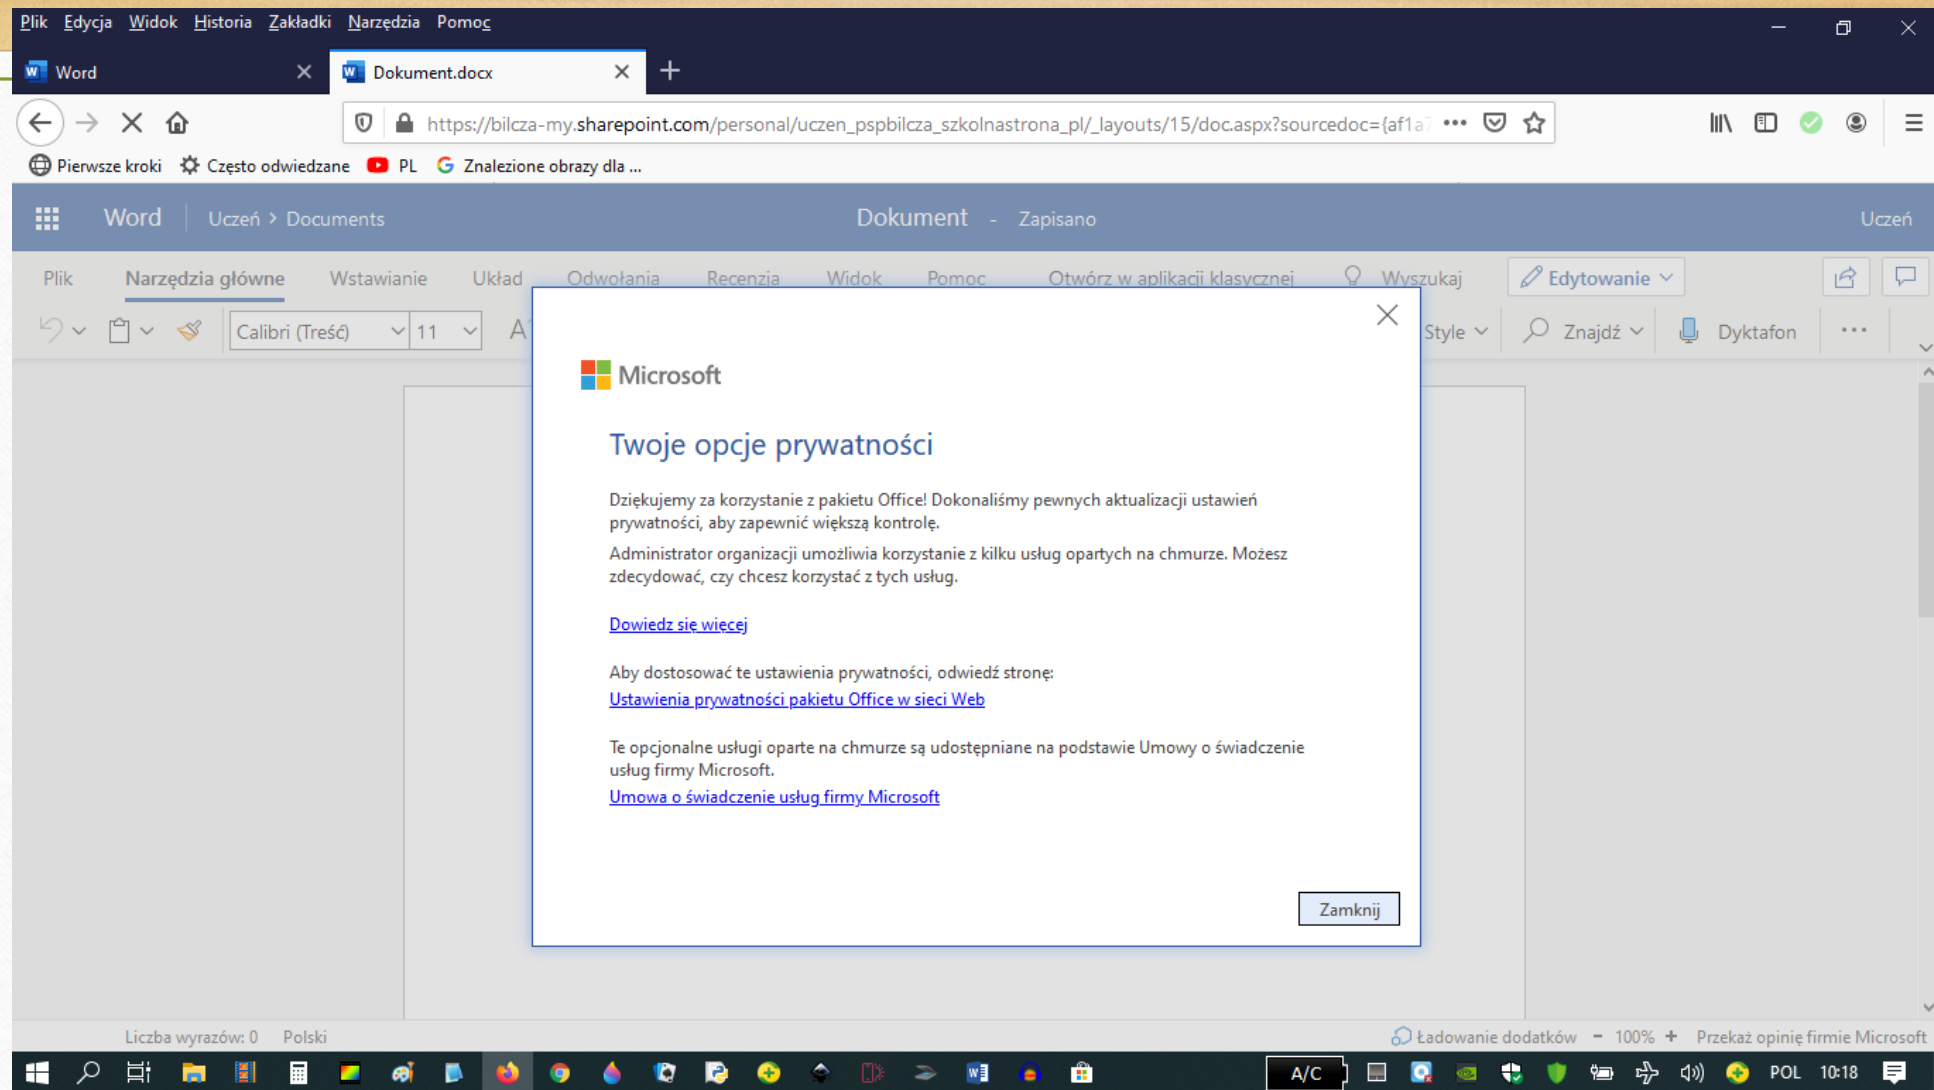 Plik Edycja Widok Historia Zakładki Narzędzia Pomoc
Word
Dokument.docx
https://bilcza-my.sharepoint.com/personal/uczen_pspbilcza_szkolnastrona_pl/_layouts/15/doc.aspx?sourcedoc={af1a7
Pierwsze kroki Często odwiedzane PL G Znalezione obrazy dla ...
Word Uczeń > Documents Dokument - Zapisano Uczeń
Plik Narzędzia główne Wstawianie Układ Odwołania Recenzja Widok Pomoc Otwórz w aplikacji klasycznej Wyszukaj Edytowanie
Calibri (Treść) 11 A Style Znajdź Dyktafon ...
Microsoft
Twoje opcje prywatności
Dziękujemy za korzystanie z pakietu Office! Dokonaliśmy pewnych aktualizacji ustawień
prywatności, aby zapewnić większą kontrolę.
Administrator organizacji umożliwia korzystanie z kilku usług opartych na chmurze. Możesz
zdecydować, czy chcesz korzystać z tych usług.
Dowiedz się więcej
Aby dostosować te ustawienia prywatności, odwiedź stronę:
Ustawienia prywatności pakietu Office w sieci Web
Te opcjonalne usługi oparte na chmurze są udostępniane na podstawie Umowy o świadczenie
usług firmy Microsoft.
Umowa o świadczenie usług firmy Microsoft
Zamknij
Liczba wyrazów: 0 Polski Ładowanie dodatków - 100% + Przekaż opinię firmie Microsoft
A/C POL 10:18